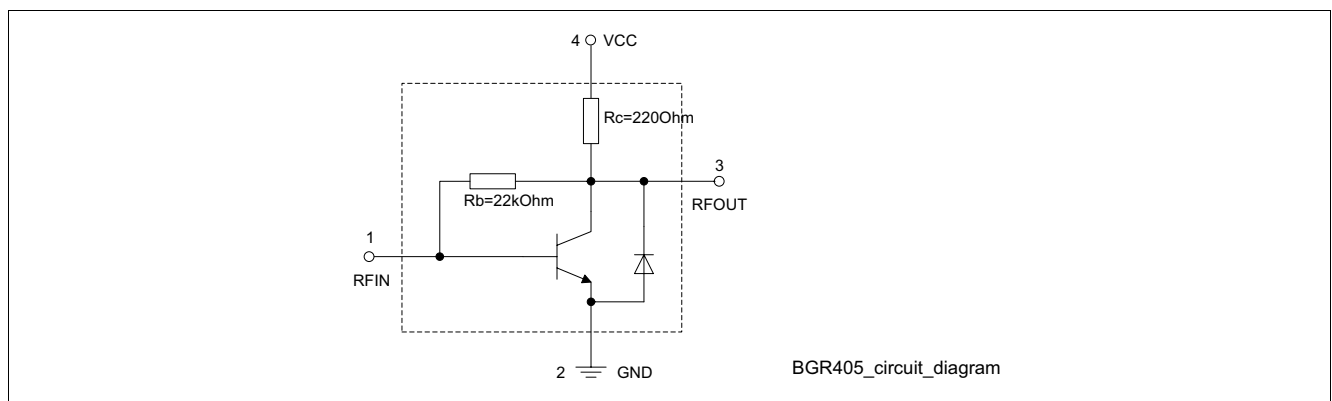 4 VCC
Rc=220Ohm
3
Rb=22kOhm
RFOUT
1
RFIN
2 GND
BGR405_circuit_diagram